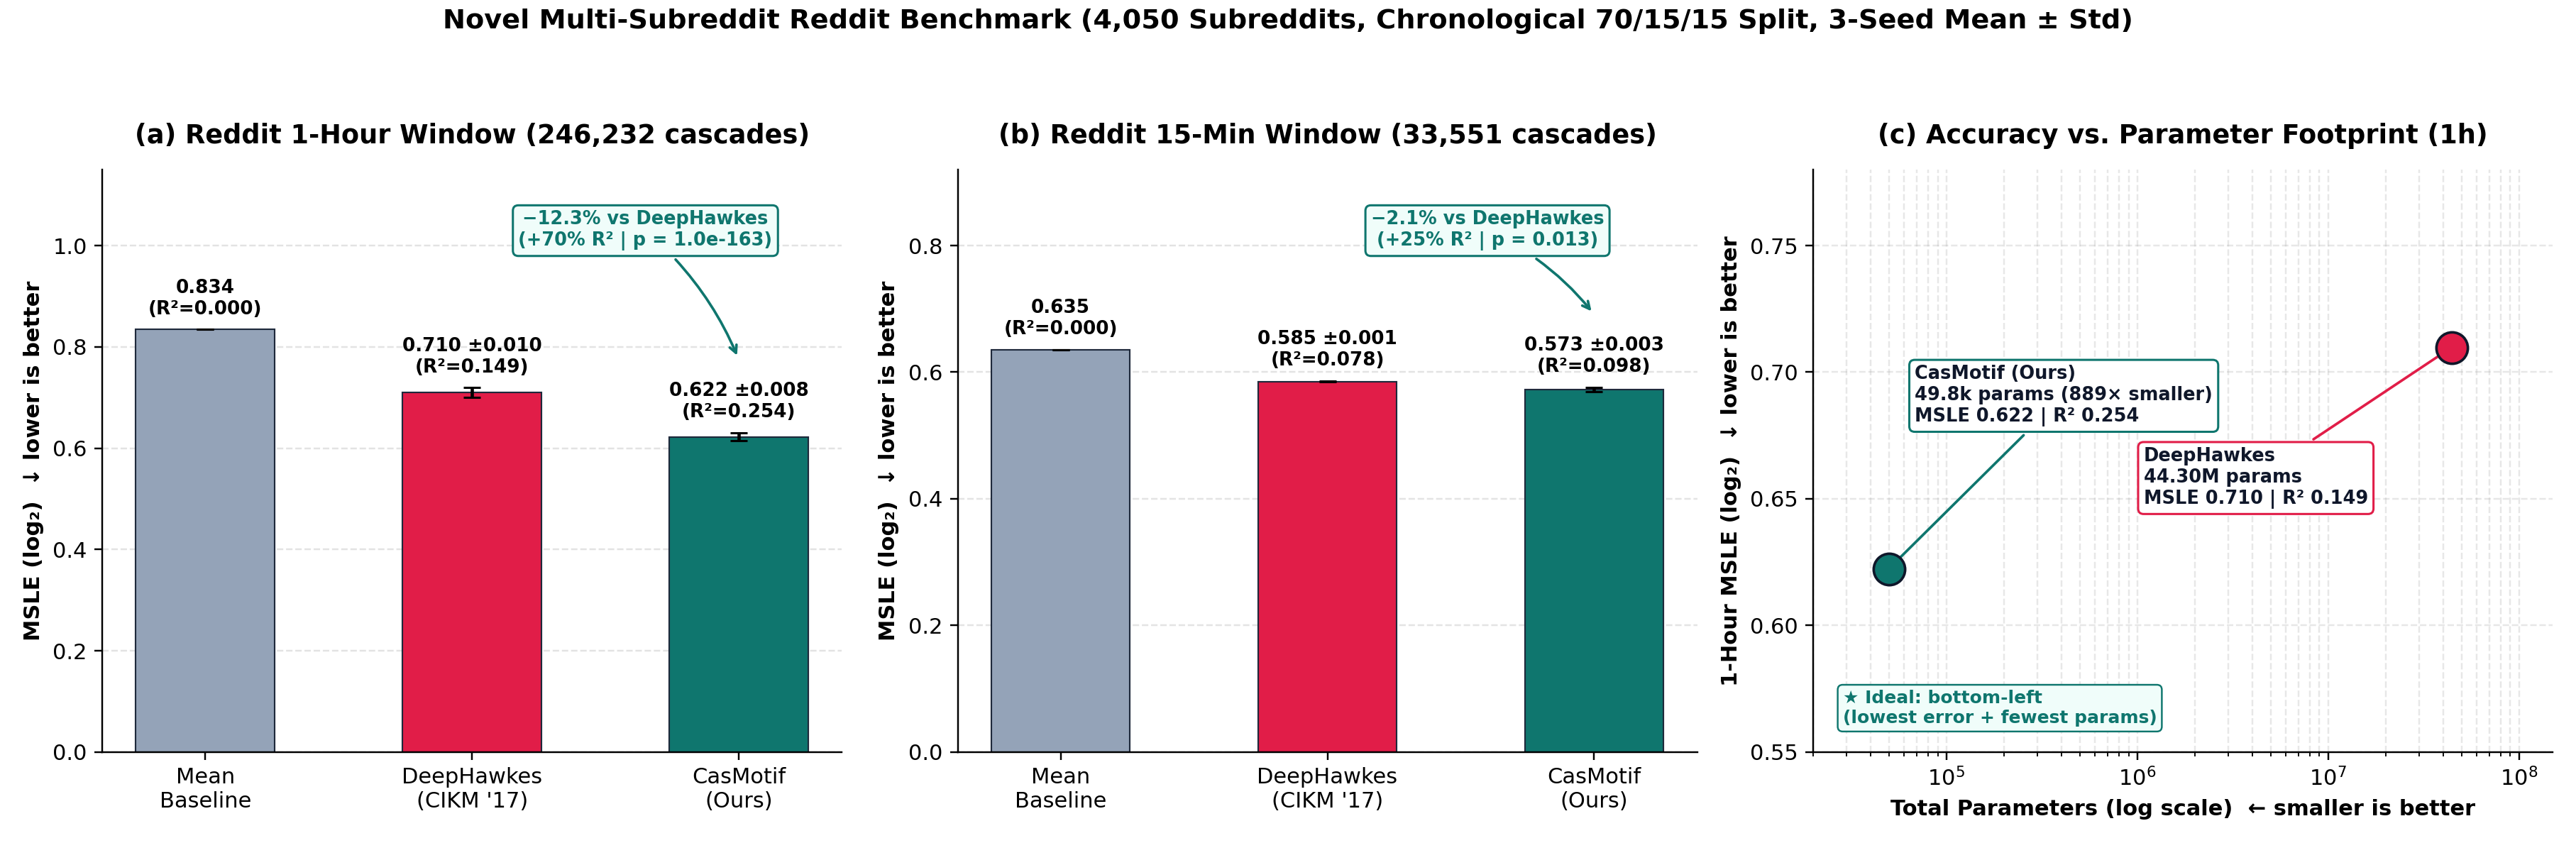 Novel Multi-Subreddit Reddit Benchmark (4,050 Subreddits, Chronological 70/15/15 Split, 3-Seed Mean ± Std)
(a) Reddit 1-Hour Window (246,232 cascades)
MSLE (log₂) ↓ lower is better
1.0
0.8
0.6
0.4
0.2
0.0
−12.3% vs DeepHawkes
(+70% R² | p = 1.0e-163)
0.834
(R²=0.000)
0.710 ±0.010
(R²=0.149)
0.622 ±0.008
(R²=0.254)
Mean
Baseline
DeepHawkes
(CIKM '17)
CasMotif
(Ours)
(b) Reddit 15-Min Window (33,551 cascades)
MSLE (log₂) ↓ lower is better
0.8
0.6
0.4
0.2
0.0
−2.1% vs DeepHawkes
(+25% R² | p = 0.013)
0.635
(R²=0.000)
0.585 ±0.001
(R²=0.078)
0.573 ±0.003
(R²=0.098)
Mean
Baseline
DeepHawkes
(CIKM '17)
CasMotif
(Ours)
(c) Accuracy vs. Parameter Footprint (1h)
1-Hour MSLE (log₂) ↓ lower is better
0.75
0.70
0.65
0.60
0.55
CasMotif (Ours)
49.8k params (889× smaller)
MSLE 0.622 | R² 0.254
DeepHawkes
44.30M params
MSLE 0.710 | R² 0.149
★ Ideal: bottom-left
(lowest error + fewest params)
10⁵
10⁶
10⁷
10⁸
Total Parameters (log scale) ← smaller is better